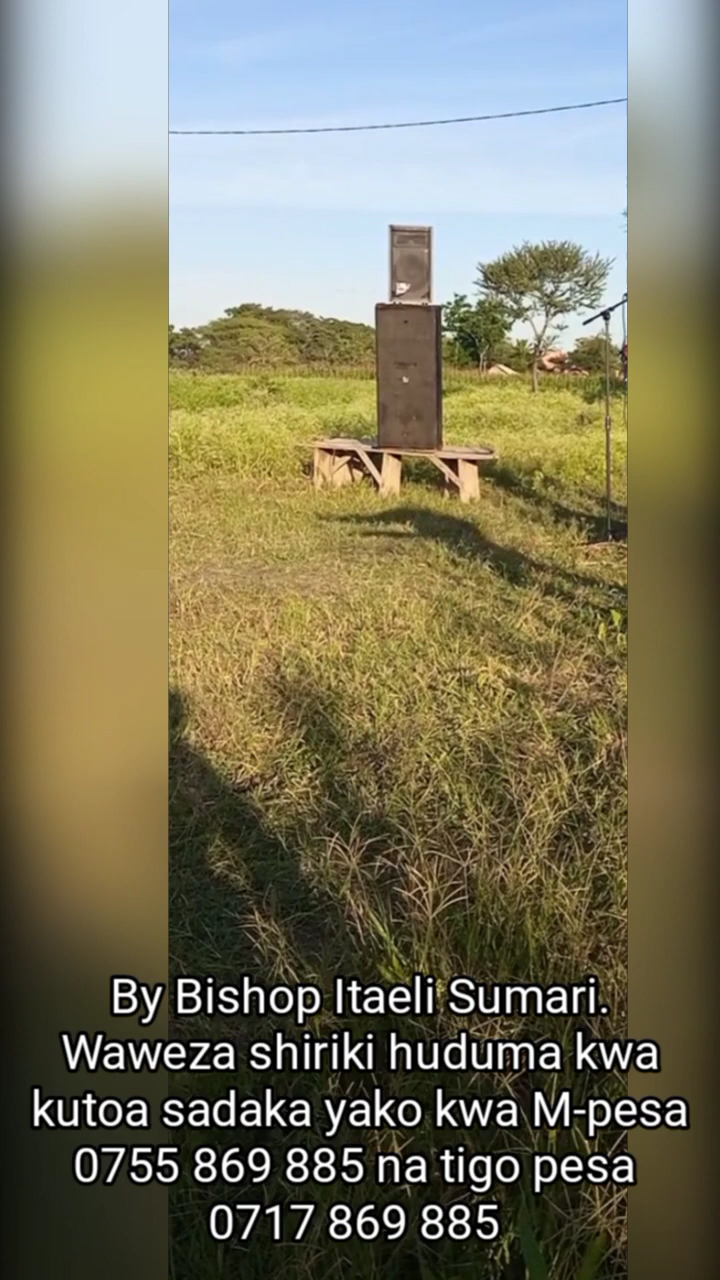 By Bishop Itaeli Sumari.
Waweza shiriki huduma kwa
kutoa sadaka yako kwa M-pesa
0755 869 885 na tigo pesa
0717 869 885